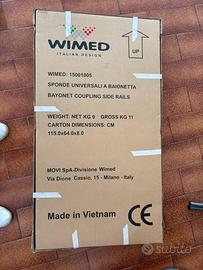 WIMED
ITALIAN DESIGN
UP
WIMED: 15001005
SPONDE UNIVERSALI A BAIONETTA
BAYONET COUPLING SIDE RAILS
WEIGHT: NET KG 9 GROSS KG 11
CARTON DIMENSIONS: CM
115.0x64.0x8.0
MOVI SpA-Divisione Wimed
Via Dione Cassio, 15 - Milano - Italy
Made in Vietnam
CE
subito